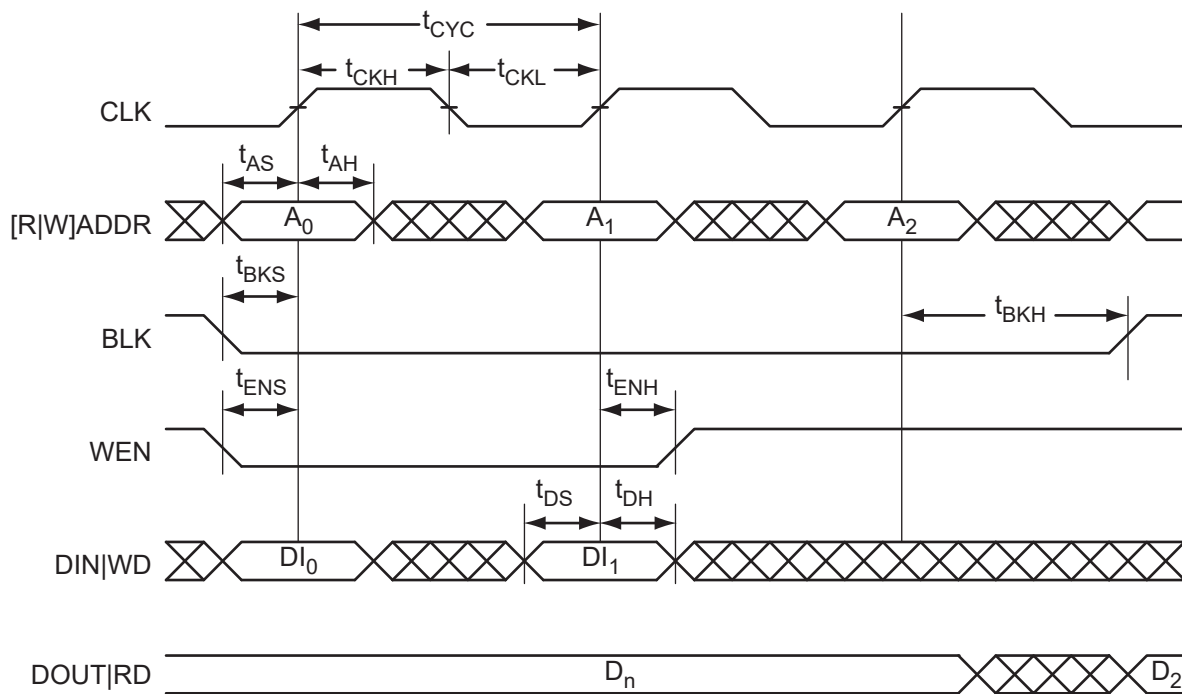 tCYC
tCKH tCKL
CLK
tAS tAH
[R|W]ADDR A0 A1 A2
tBKS
tBKH
BLK
tENS tENH
WEN
tDS tDH
DIN|WD DI0 DI1
DOUT|RD Dn D2